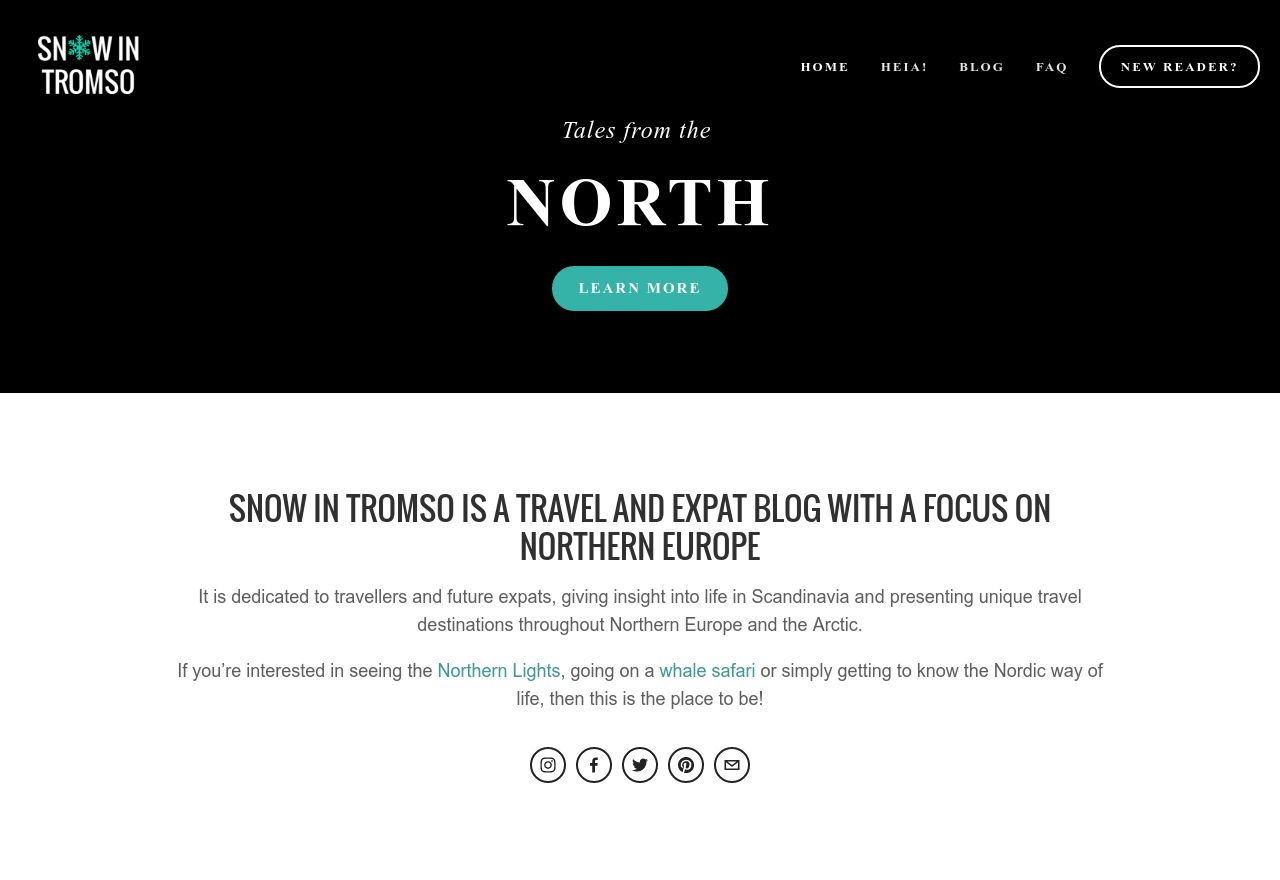 SNOW IN
TROMSO
HOME HEIA! BLOG FAQ NEW READER?
Tales from the
NORTH
LEARN MORE
SNOW IN TROMSO IS A TRAVEL AND EXPAT BLOG WITH A FOCUS ON
NORTHERN EUROPE
It is dedicated to travellers and future expats, giving insight into life in Scandinavia and presenting unique travel
destinations throughout Northern Europe and the Arctic.
If you’re interested in seeing the Northern Lights, going on a whale safari or simply getting to know the Nordic way of
life, then this is the place to be!